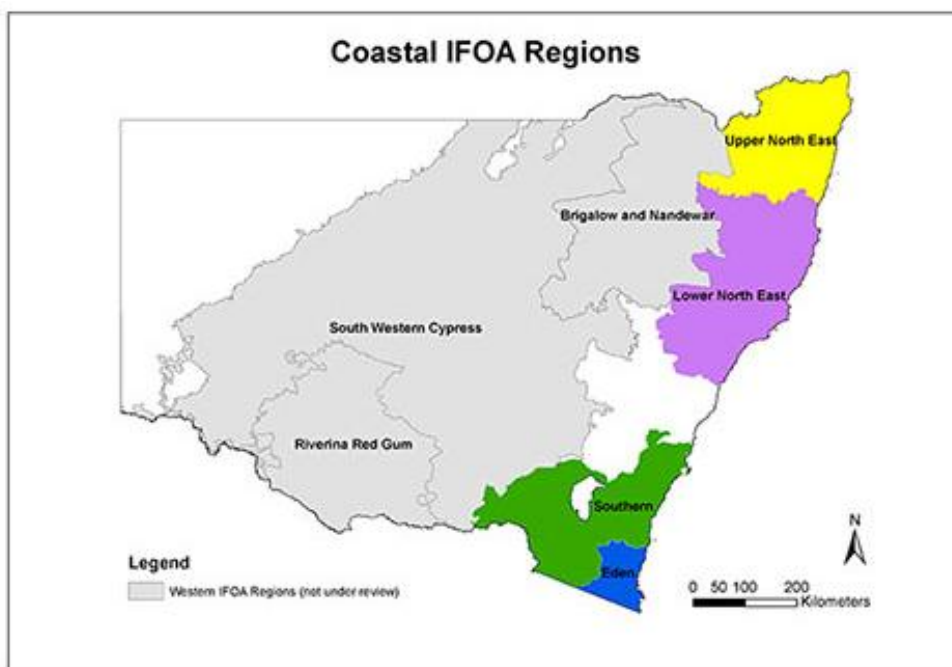 Coastal IFOA Regions
Upper North East
Brigalow and Nandewar
Lower North East
South Western Cypress
Riverina Red Gum
Southern
Eden
N
Legend
Western IFOA Regions (not under review)
0 50 100 200
Kilometers